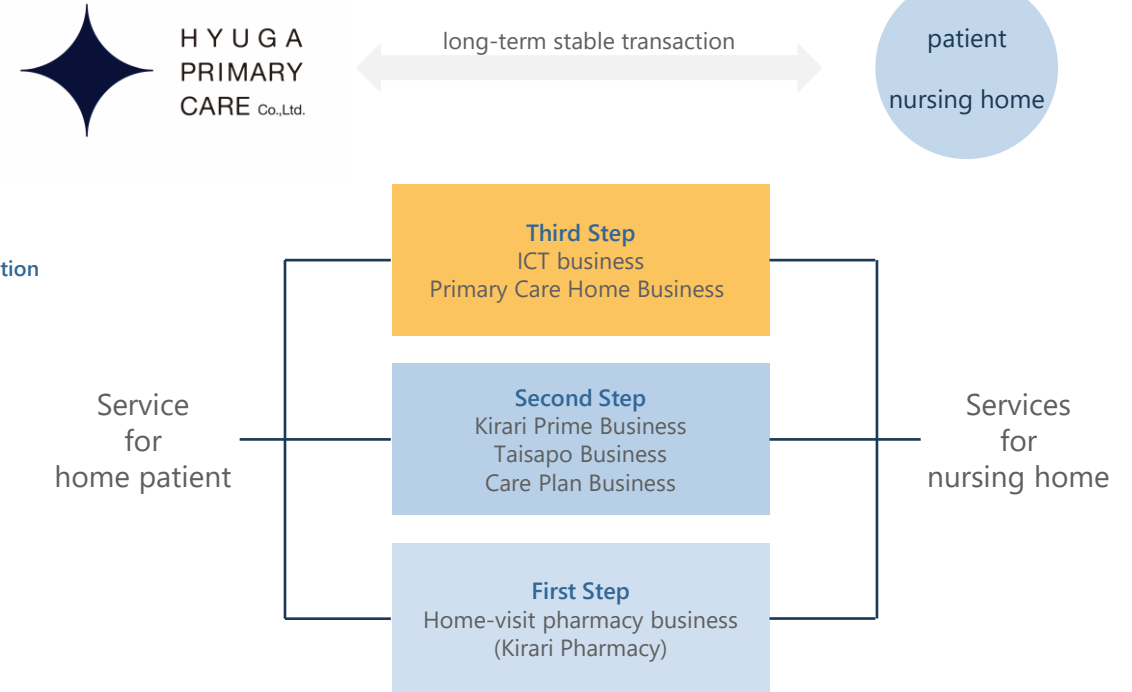 HYUGA
PRIMARY
CARE Co.,Ltd.
long-term stable transaction
patient
nursing home
Third Step
ICT business
Primary Care Home Business
tion
Second Step
Kirari Prime Business
Taisapo Business
Care Plan Business
Service
for
home patient
Services
for
nursing home
First Step
Home-visit pharmacy business
(Kirari Pharmacy)